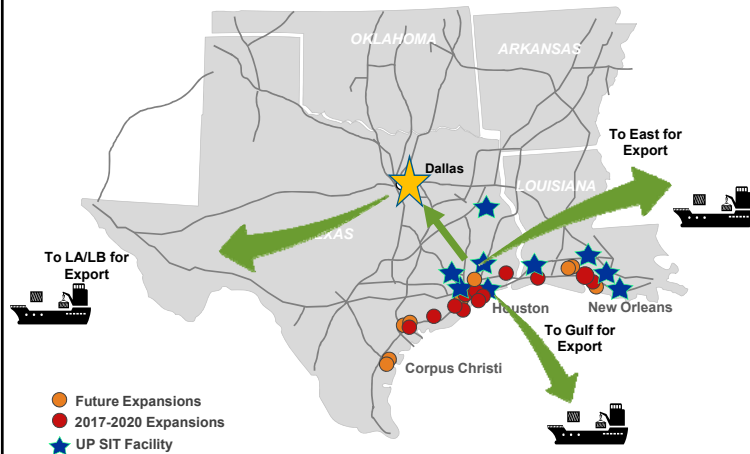 OKLAHOMA
ARKANSAS
To East for
Export
Dallas
LOUISIANA
TEXAS
To LA/LB for
Export
Houston
New Orleans
To Gulf for
Export
Corpus Christi
Future Expansions
2017-2020 Expansions
UP SIT Facility